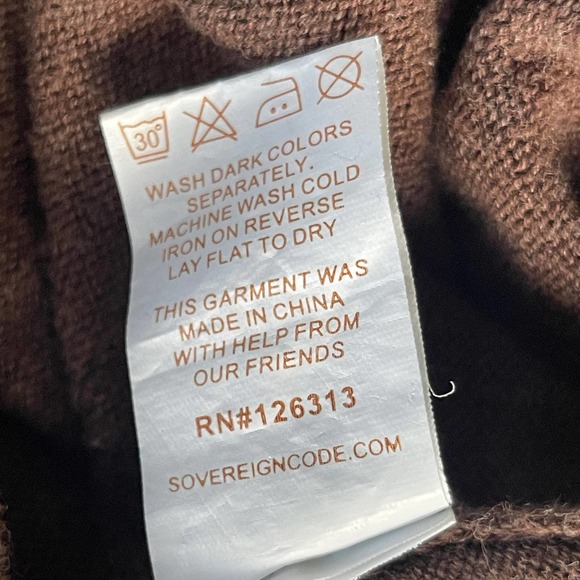 30°
WASH DARK COLORS
SEPARATELY.
MACHINE WASH COLD
IRON ON REVERSE
LAY FLAT TO DRY
THIS GARMENT WAS
MADE IN CHINA
WITH HELP FROM
OUR FRIENDS
RN#126313
SOVEREIGNCODE.COM